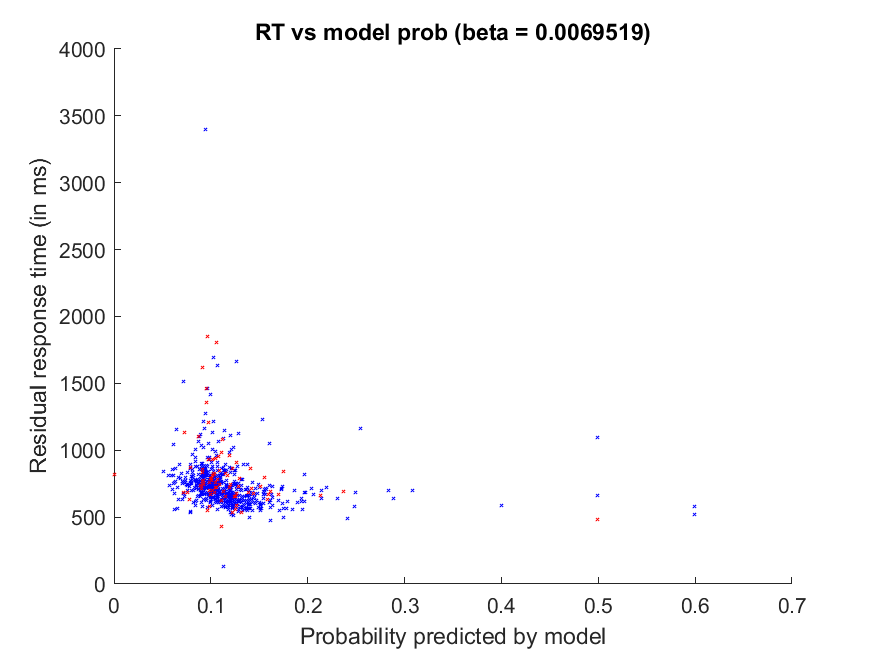 RT vs model prob (beta = 0.0069519)
4000
3500
3000
2500
2000
1500
1000
500
0
Residual response time (in ms)
0 0.1 0.2 0.3 0.4 0.5 0.6 0.7
Probability predicted by model